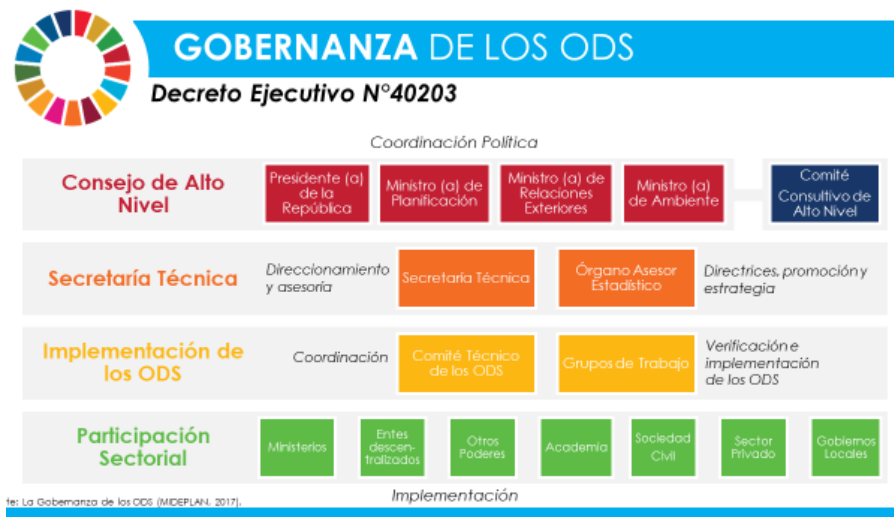 GOBERNANZA DE LOS ODS
Decreto Ejecutivo N°40203
Coordinación Política
Consejo de Alto
Nivel
Presidente (a)
de la
República
Ministro (a) de
Planificación
Ministro (a) de
Relaciones
Exteriores
Ministro (a)
de Ambiente
Comité
Consultivo de
Alto Nivel
Secretaría Técnica
Direccionamiento
y asesoría
Secretaría Técnica
Órgano Asesor
Estadístico
Directrices, promoción y
estrategia
Implementación de
los ODS
Coordinación
Comité Técnico
de los ODS
Grupos de Trabajo
Verificación e
implementación
de los ODS
Participación
Sectorial
Ministerios
Entes
descen-
tralizados
Otros
Poderes
Academia
Sociedad
Civil
Sector
Privado
Gobiernos
Locales
Implementación
te: La Gobernanza de los ODS (MIDEPLAN, 2017).